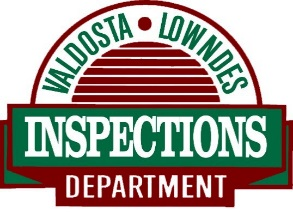 VALDOSTA • LOWNDES
INSPECTIONS
DEPARTMENT